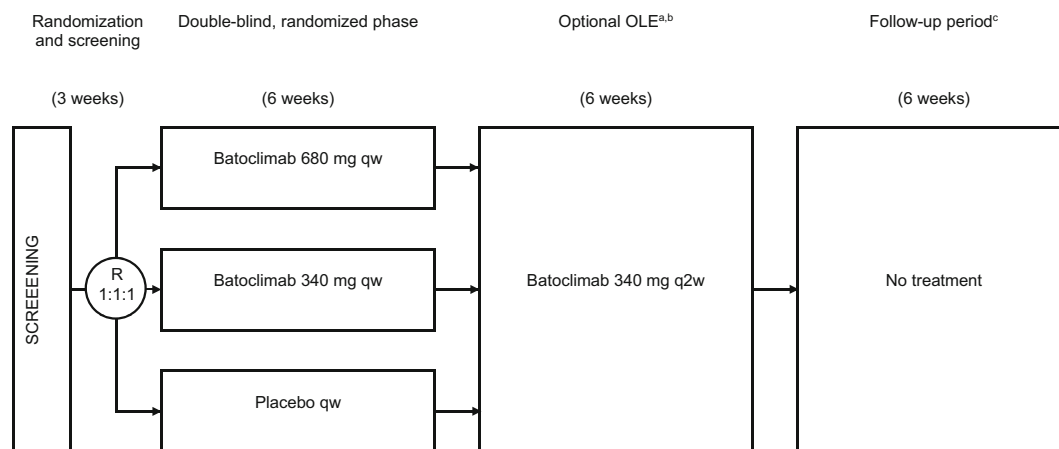 Randomization
and screening
Double-blind, randomized phase
Optional OLEᵃ,ᵇ
Follow-up periodᶜ
(3 weeks)
(6 weeks)
(6 weeks)
(6 weeks)
SCREEENING
R
1:1:1
Batoclimab 680 mg qw
Batoclimab 340 mg qw
Placebo qw
Batoclimab 340 mg q2w
No treatment